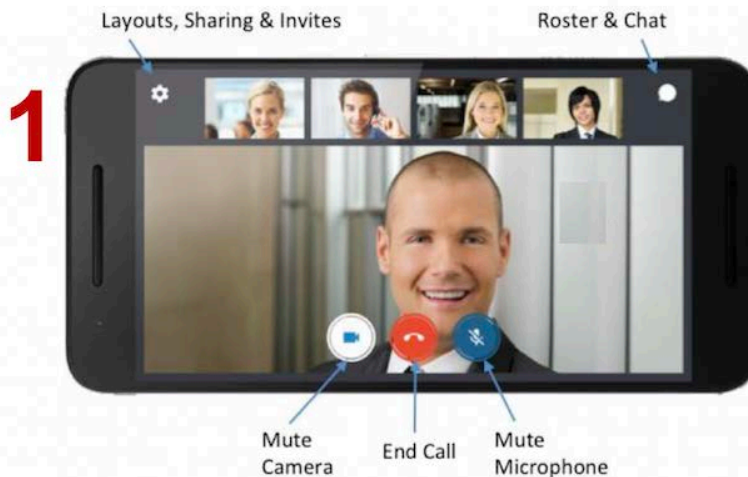 Layouts, Sharing & Invites
Roster & Chat
1
Mute
Camera
End Call
Mute
Microphone